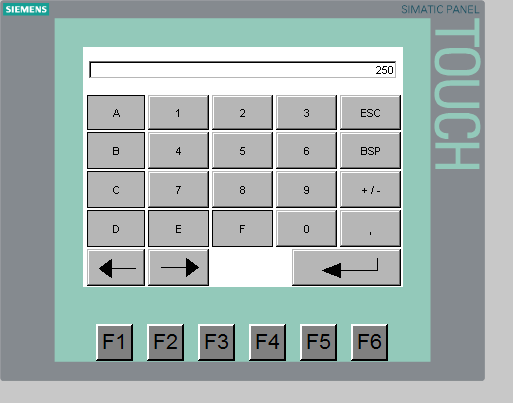 SIEMENS SIMATIC PANEL
TOUCH
250
A 1 2 3 ESC
B 4 5 6 BSP
C 7 8 9 + / -
D E F 0 ,
F1 F2 F3 F4 F5 F6